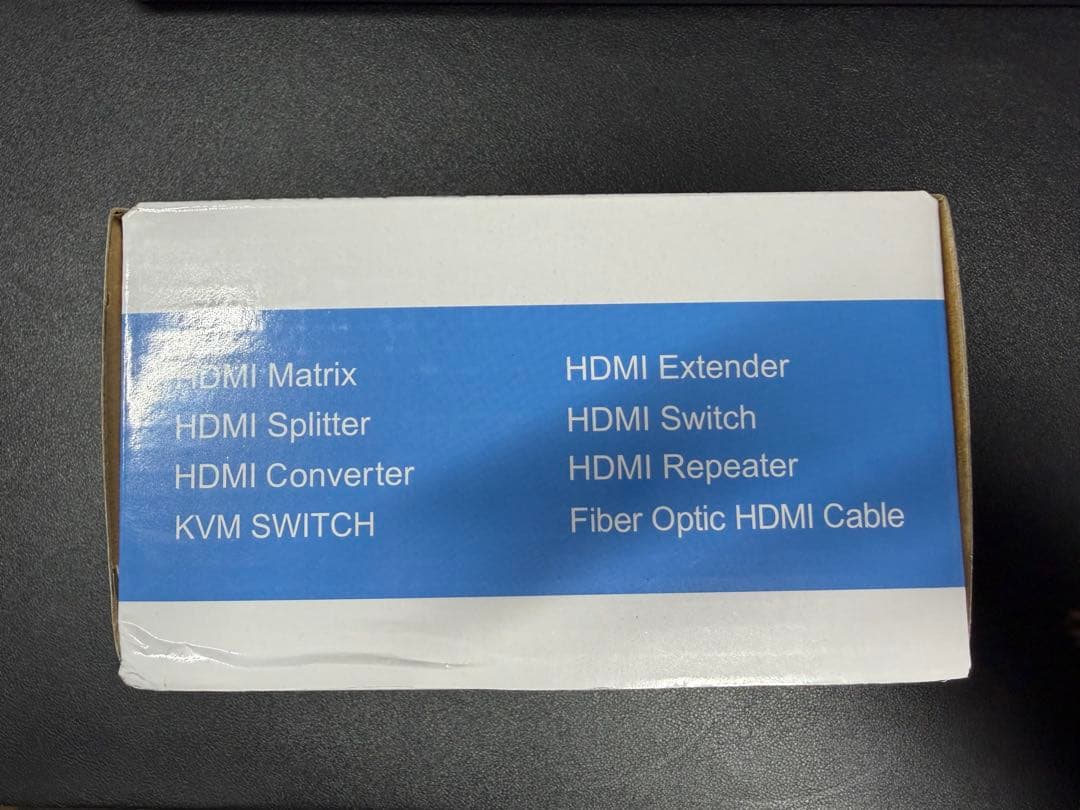 HDMI Matrix
HDMI Splitter
HDMI Converter
KVM SWITCH
HDMI Extender
HDMI Switch
HDMI Repeater
Fiber Optic HDMI Cable